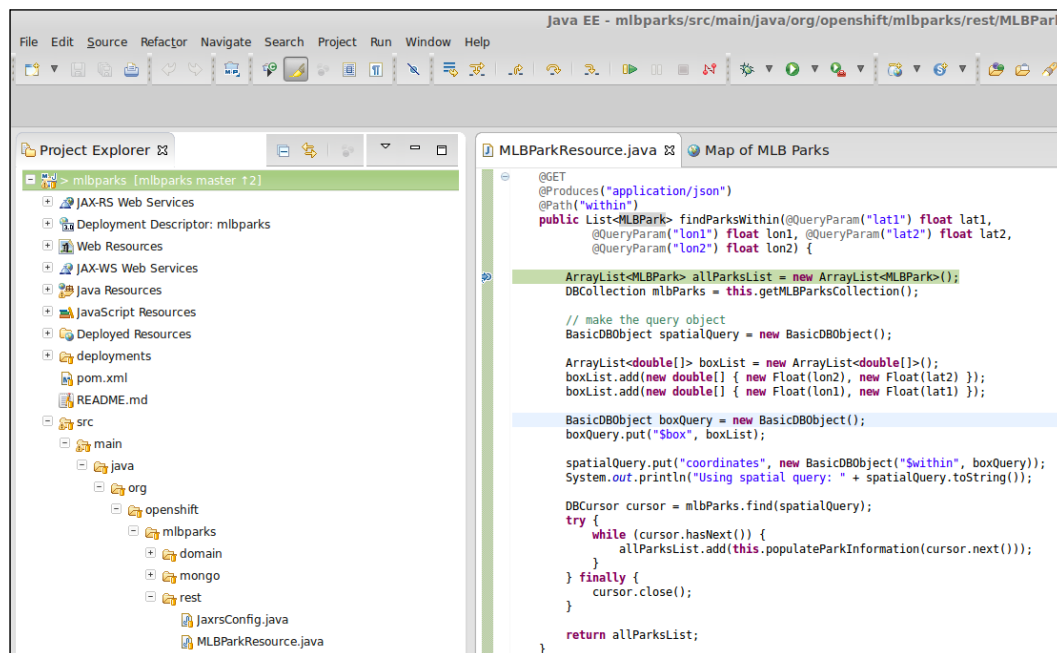 Java EE - mlbparks/src/main/java/org/openshift/mlbparks/rest/MLBPark
File Edit Source Refactor Navigate Search Project Run Window Help
Project Explorer
> mlbparks [mlbparks master ↑2]
JAX-RS Web Services
Deployment Descriptor: mlbparks
Web Resources
JAX-WS Web Services
Java Resources
JavaScript Resources
Deployed Resources
deployments
pom.xml
README.md
src
main
java
org
openshift
mlbparks
domain
mongo
rest
JaxrsConfig.java
MLBParkResource.java
MLBParkResource.java Map of MLB Parks
@GET
@Produces("application/json")
@Path("within")
public List<MLBPark> findParksWithin(@QueryParam("lat1") float lat1,
@QueryParam("lon1") float lon1, @QueryParam("lat2") float lat2,
@QueryParam("lon2") float lon2) {
ArrayList<MLBPark> allParksList = new ArrayList<MLBPark>();
DBCollection mlbParks = this.getMLBParksCollection();
// make the query object
BasicDBObject spatialQuery = new BasicDBObject();
ArrayList<double[]> boxList = new ArrayList<double[]>();
boxList.add(new double[] { new Float(lon2), new Float(lat2) });
boxList.add(new double[] { new Float(lon1), new Float(lat1) });
BasicDBObject boxQuery = new BasicDBObject();
boxQuery.put("$box", boxList);
spatialQuery.put("coordinates", new BasicDBObject("$within", boxQuery));
System.out.println("Using spatial query: " + spatialQuery.toString());
DBCursor cursor = mlbParks.find(spatialQuery);
try {
while (cursor.hasNext()) {
allParksList.add(this.populateParkInformation(cursor.next()));
}
} finally {
cursor.close();
}
return allParksList;
}